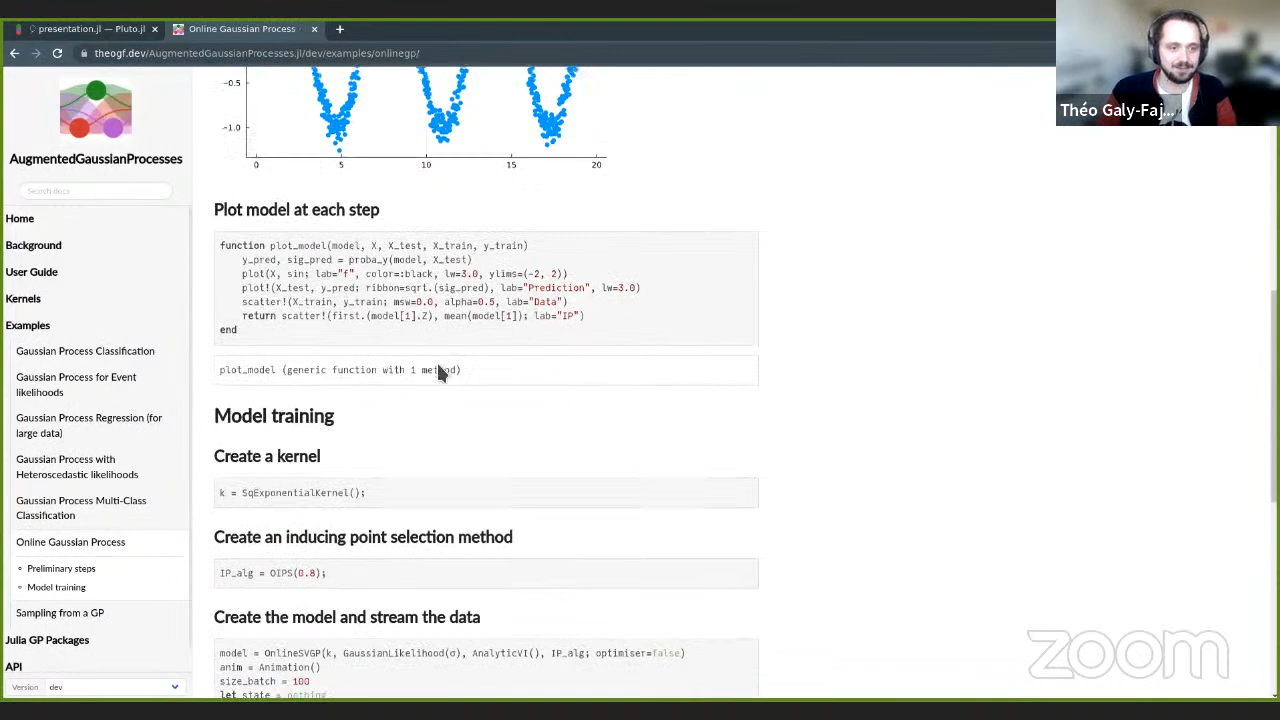 presentation.jl — Pluto.jl
Online Gaussian Process
theogf.dev/AugmentedGaussianProcesses.jl/dev/examples/onlinegp/
Théo Galy-Faj...
AugmentedGaussianProcesses
Search docs
Home
Background
User Guide
Kernels
Examples
Gaussian Process Classification
Gaussian Process for Event
likelihoods
Gaussian Process Regression (for
large data)
Gaussian Process with
Heteroscedastic likelihoods
Gaussian Process Multi-Class
Classification
Online Gaussian Process
Preliminary steps
Model training
Sampling from a GP
Julia GP Packages
API
Version: dev
−0.5
−1.0
0 5 10 15 20
Plot model at each step
function plot_model(model, X, X_test, X_train, y_train)
y_pred, sig_pred = proba_y(model, X_test)
plot(X, sin; lab="f", color=:black, lw=3.0, ylims=(-2, 2))
plot!(X_test, y_pred; ribbon=sqrt.(sig_pred), lab="Prediction", lw=3.0)
scatter!(X_train, y_train; msw=0.0, alpha=0.5, lab="Data")
return scatter!(first.(model[1].Z), mean(model[1]); lab="IP")
end
plot_model (generic function with 1 method)
Model training
Create a kernel
k = SqExponentialKernel();
Create an inducing point selection method
IP_alg = OIPS(0.8);
Create the model and stream the data
model = OnlineSVGP(k, GaussianLikelihood(σ), AnalyticVI(), IP_alg; optimiser=false)
anim = Animation()
size_batch = 100
let state = nothing
zoom